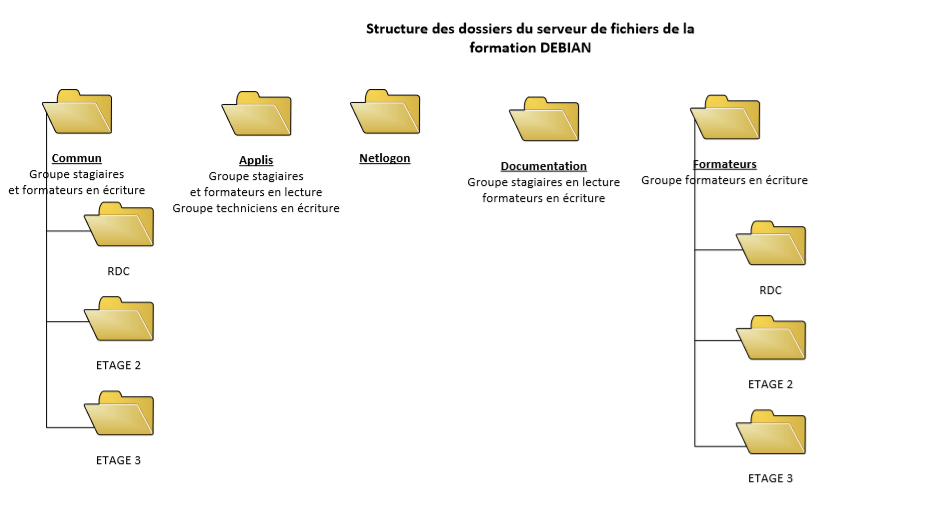 Structure des dossiers du serveur de fichiers de la
formation DEBIAN
Commun
Groupe stagiaires
et formateurs en écriture
Applis
Groupe stagiaires
et formateurs en lecture
Groupe techniciens en écriture
Netlogon
Documentation
Groupe stagiaires en lecture
formateurs en écriture
Formateurs
Groupe formateurs en écriture
RDC
ETAGE 2
ETAGE 3
RDC
ETAGE 2
ETAGE 3